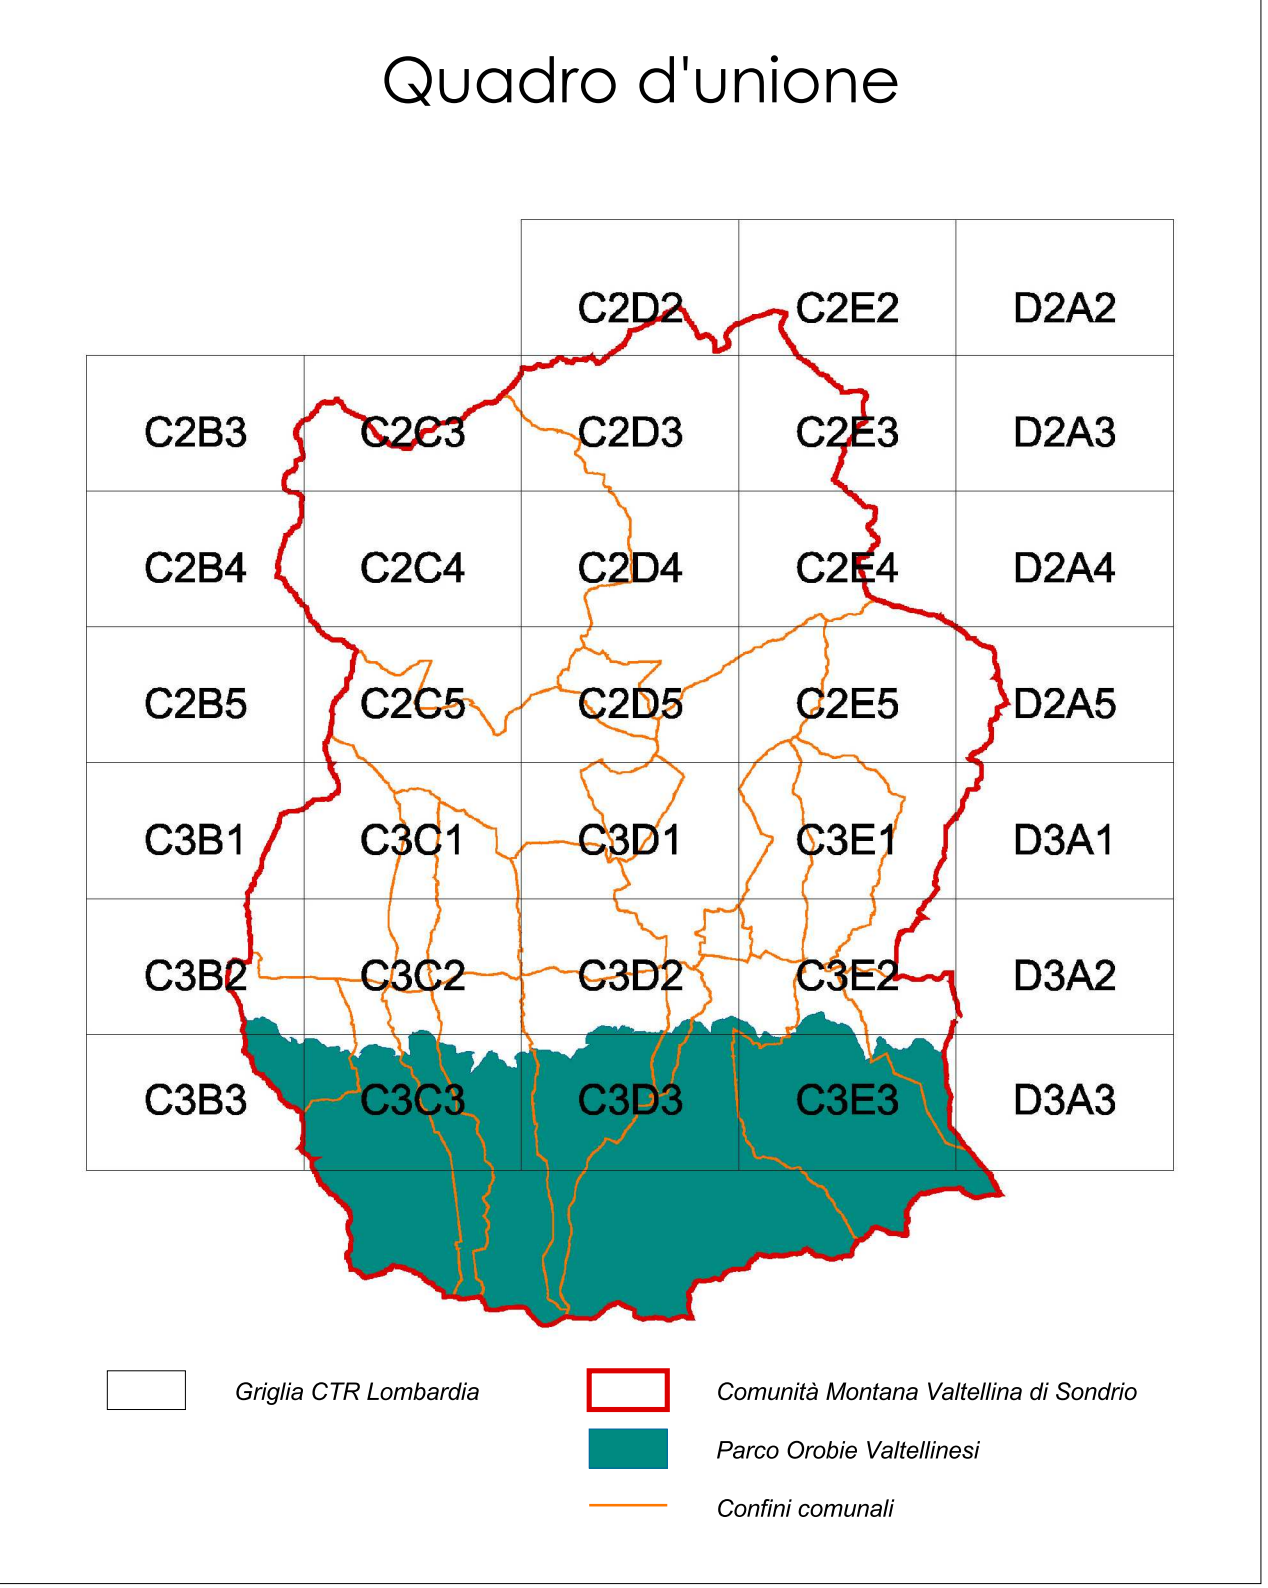 Quadro d'unione
C2D2 C2E2 D2A2
C2B3 C2C3 C2D3 C2E3 D2A3
C2B4 C2C4 C2D4 C2E4 D2A4
C2B5 C2C5 C2D5 C2E5 D2A5
C3B1 C3C1 C3D1 C3E1 D3A1
C3B2 C3C2 C3D2 C3E2 D3A2
C3B3 C3C3 C3D3 C3E3 D3A3
Griglia CTR Lombardia
Comunità Montana Valtellina di Sondrio
Parco Orobie Valtellinesi
Confini comunali